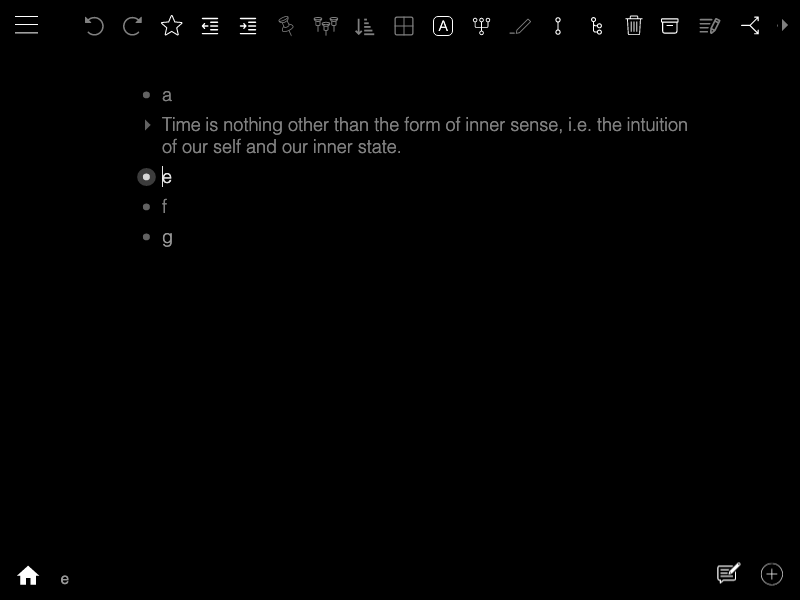 A
a
Time is nothing other than the form of inner sense, i.e. the intuition
of our self and our inner state.
e
f
g
e